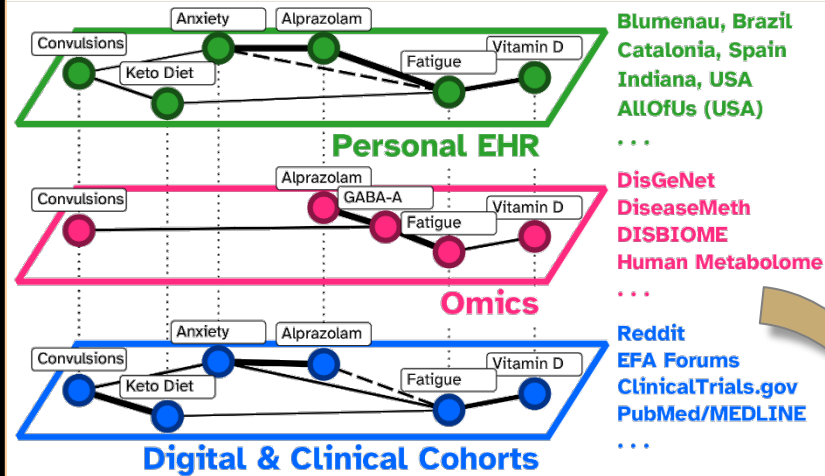 Anxiety
Alprazolam
Convulsions
Keto Diet
Fatigue
Vitamin D
Personal EHR
Blumenau, Brazil
Catalonia, Spain
Indiana, USA
AllOfUs (USA)
. . .
Alprazolam
GABA-A
Convulsions
Fatigue
Vitamin D
Omics
DisGeNet
DiseaseMeth
DISBIOME
Human Metabolome
. . .
Anxiety
Alprazolam
Convulsions
Keto Diet
Fatigue
Vitamin D
Digital & Clinical Cohorts
Reddit
EFA Forums
ClinicalTrials.gov
PubMed/MEDLINE
. . .